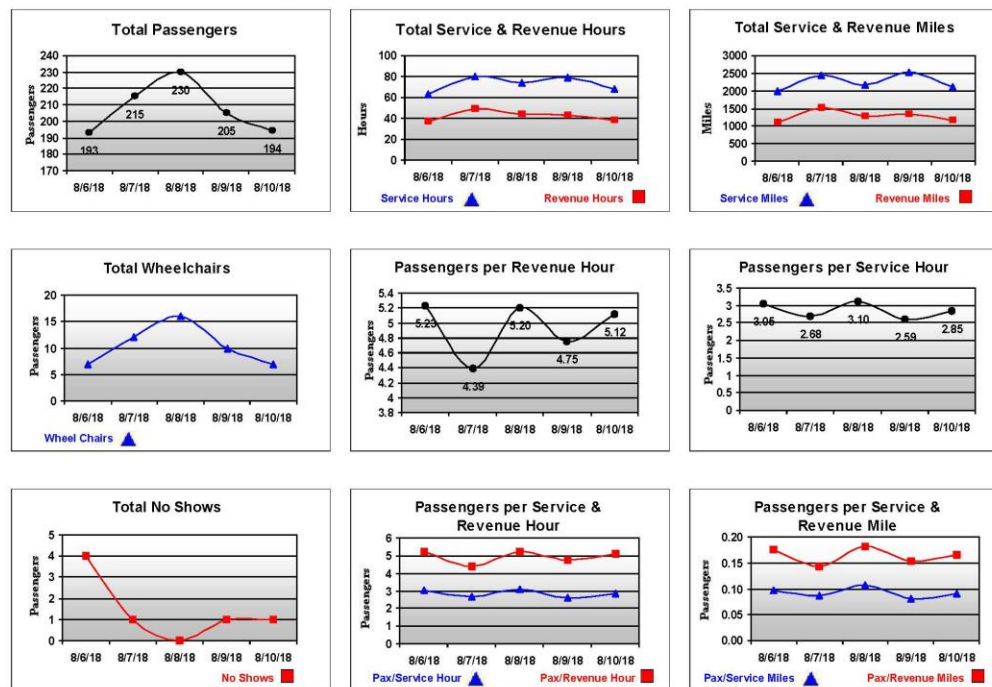 Total Passengers
Passengers
240
230
220
210
200
190
180
170
193
215
230
205
194
8/6/18 8/7/18 8/8/18 8/9/18 8/10/18
Total Service & Revenue Hours
Hours
100
80
60
40
20
0
8/6/18 8/7/18 8/8/18 8/9/18 8/10/18
Service Hours Revenue Hours
Total Service & Revenue Miles
Miles
3000
2500
2000
1500
1000
500
0
8/6/18 8/7/18 8/8/18 8/9/18 8/10/18
Service Miles Revenue Miles
Total Wheelchairs
Passengers
20
15
10
5
0
8/6/18 8/7/18 8/8/18 8/9/18 8/10/18
Wheel Chairs
Passengers per Revenue Hour
Passengers
5.4
5.2
5
4.8
4.6
4.4
4.2
4
3.8
5.23
4.39
5.20
4.75
5.12
8/6/18 8/7/18 8/8/18 8/9/18 8/10/18
Passengers per Service Hour
Passengers
3.5
3
2.5
2
1.5
1
0.5
0
3.05
2.68
3.10
2.59
2.85
8/6/18 8/7/18 8/8/18 8/9/18 8/10/18
Total No Shows
Passengers
5
4
3
2
1
0
8/6/18 8/7/18 8/8/18 8/9/18 8/10/18
No Shows
Passengers per Service &
Revenue Hour
Passengers
6
5
4
3
2
1
0
8/6/18 8/7/18 8/8/18 8/9/18 8/10/18
Pax/Service Hour Pax/Revenue Hour
Passengers per Service &
Revenue Mile
Passengers
0.20
0.15
0.10
0.05
0.00
8/6/18 8/7/18 8/8/18 8/9/18 8/10/18
Pax/Service Miles Pax/Revenue Miles